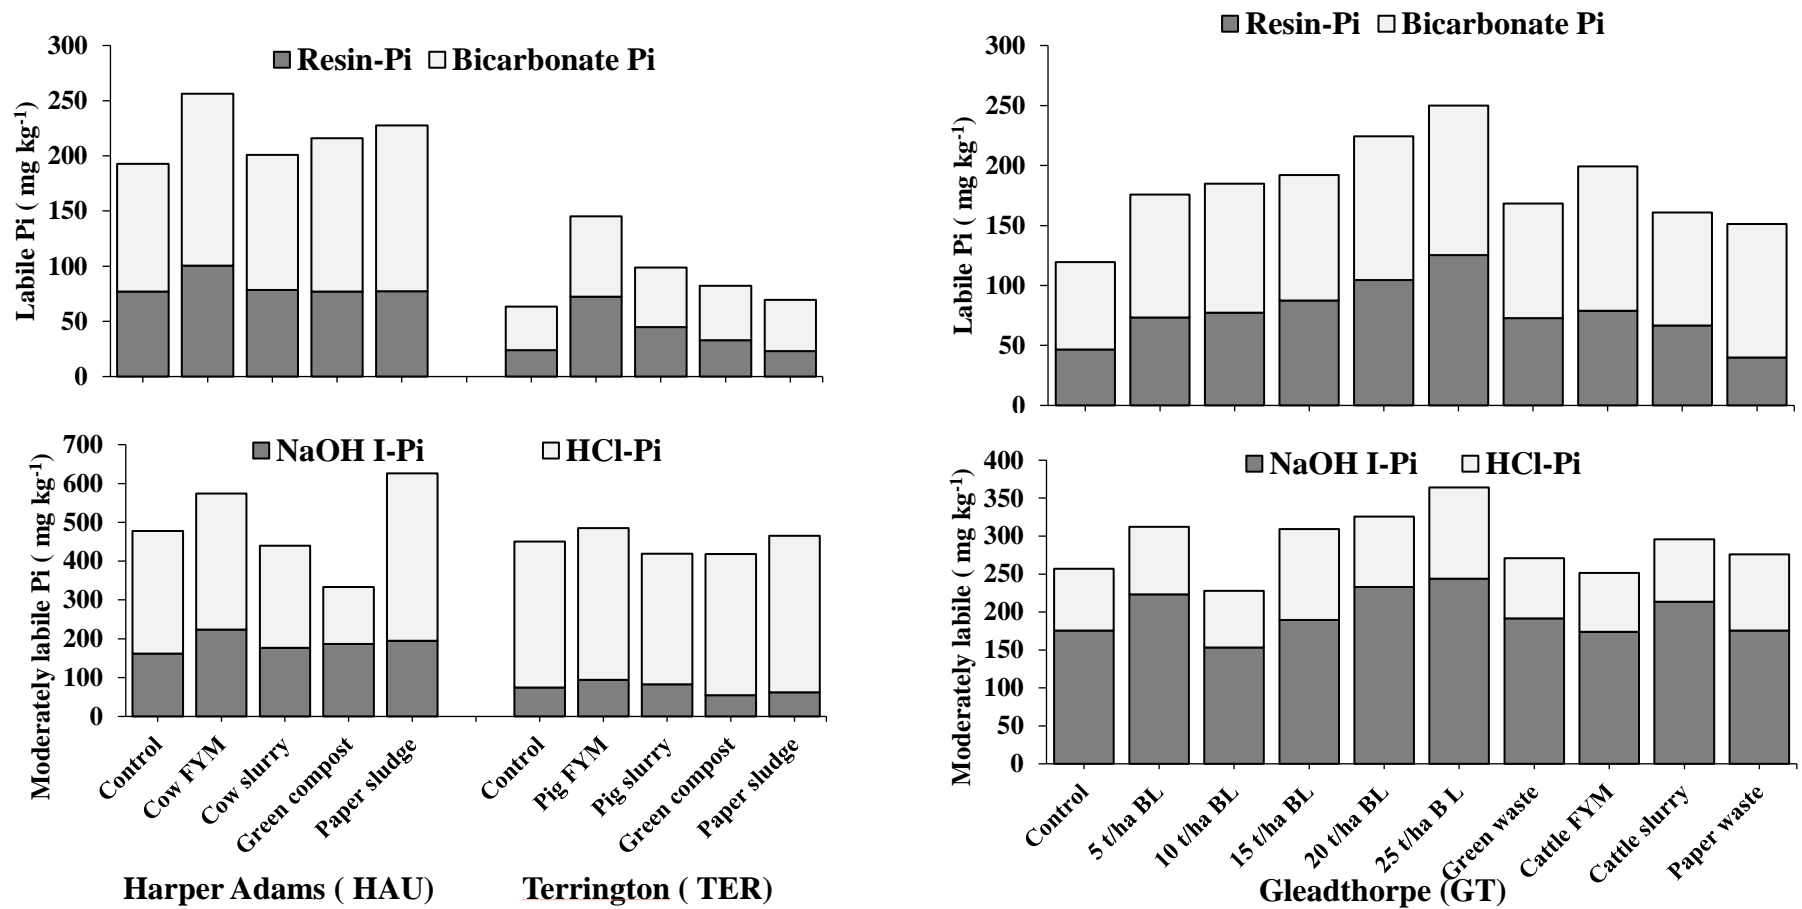 Resin-Pi Bicarbonate Pi
Labile Pi ( mg kg-1)
300
250
200
150
100
50
0
NaOH I-Pi HCl-Pi
Moderately labile Pi ( mg kg-1)
700
600
500
400
300
200
100
0
Control
Cow FYM
Cow slurry
Green compost
Paper sludge
Control
Pig FYM
Pig slurry
Green compost
Paper sludge
Harper Adams ( HAU)
Terrington ( TER)
Resin-Pi Bicarbonate Pi
Labile Pi ( mg kg-1)
300
250
200
150
100
50
0
NaOH I-Pi HCl-Pi
Moderately labile ( mg kg-1)
400
350
300
250
200
150
100
50
0
Control
5 t/ha BL
10 t/ha BL
15 t/ha BL
20 t/ha BL
25 t/ha B L
Green waste
Cattle FYM
Cattle slurry
Paper waste
Gleadthorpe (GT)